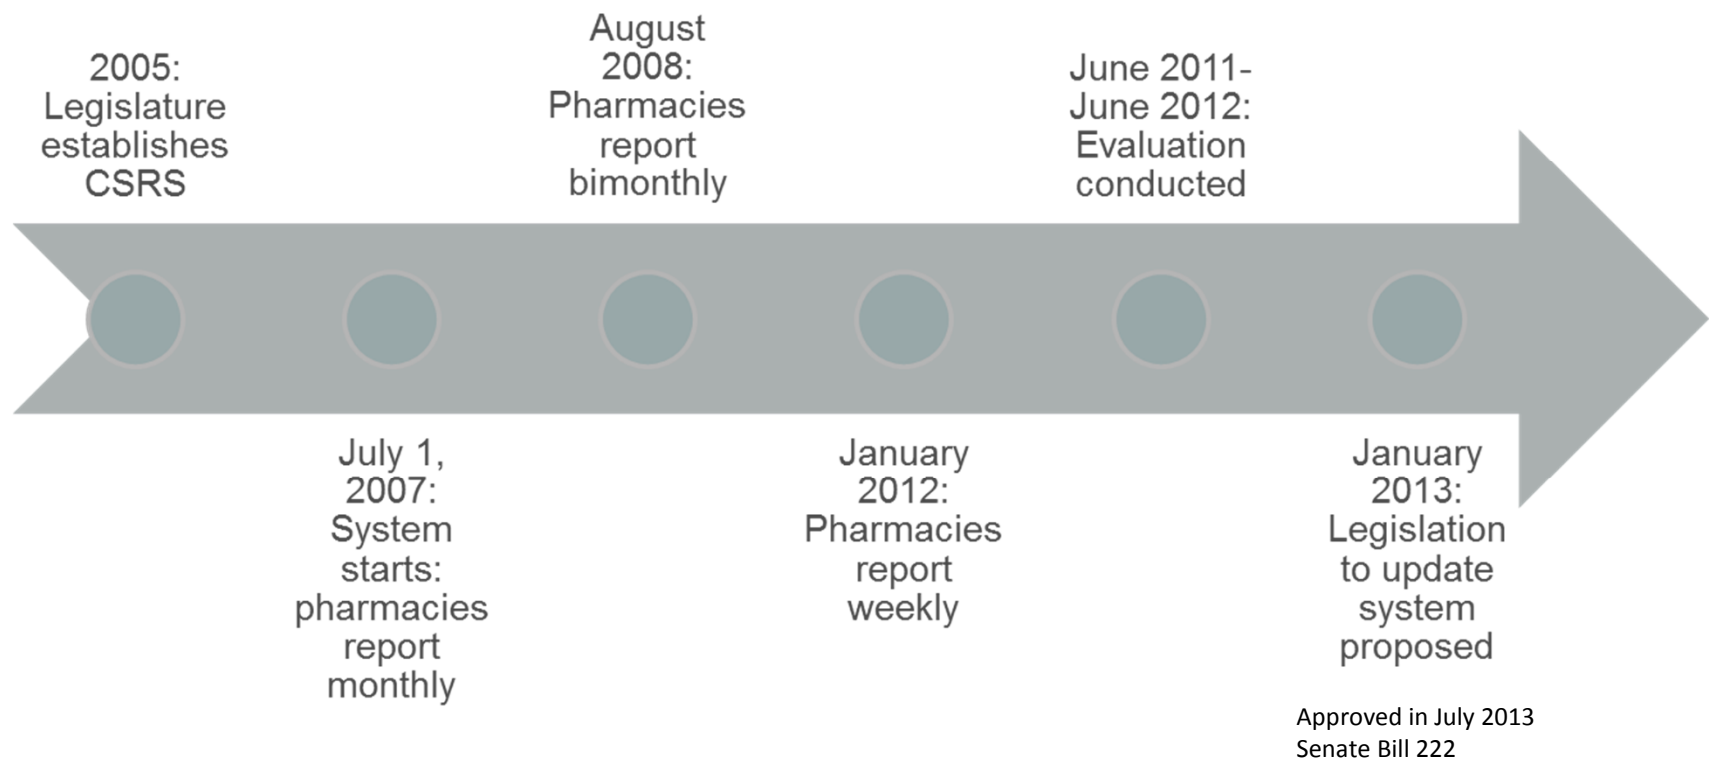 2005:
Legislature
establishes
CSRS
July 1,
2007:
System
starts:
pharmacies
report
monthly
August
2008:
Pharmacies
report
bimonthly
January
2012:
Pharmacies
report
weekly
June 2011-
June 2012:
Evaluation
conducted
January
2013:
Legislation
to update
system
proposed
Approved in July 2013
Senate Bill 222